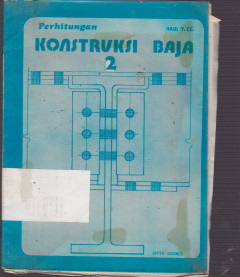 Perhitungan
KONSTRUKSI BAJA
2